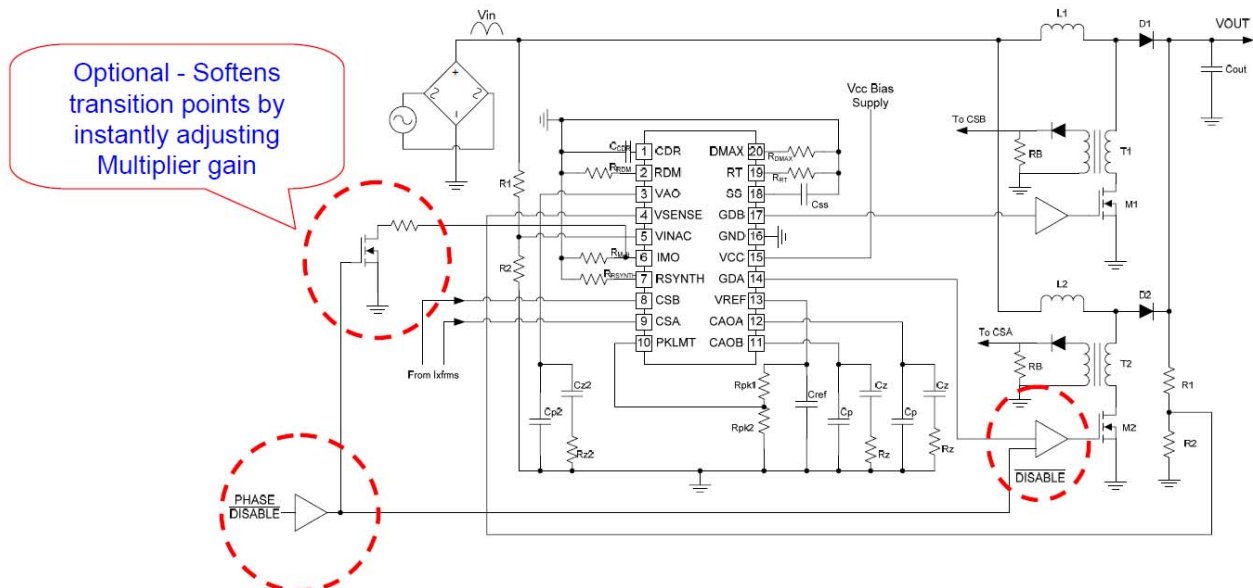 Vin
L1
D1
VOUT
Cout
Optional - Softens
transition points by
instantly adjusting
Multiplier gain
Vcc Bias
Supply
To CSB
RB
T1
M1
CCDR
1 CDR
DMAX 20
RDMAX
RRDM
2 RDM
RT 19
RRT
3 VAO
SS 18
Css
R1
4 VSENSE
GDB 17
5 VINAC
GND 16
R2
6 IMO
VCC 15
RRSYNTH
7 RSYNTH
GDA 14
8 CSB
VREF 13
9 CSA
CAOA 12
10 PKLMT
CAOB 11
From Ixfrms
L2
D2
To CSA
RB
T2
M2
R1
R2
Cz2
Cp2
Rz2
Rpk1
Rpk2
Cref
Cp
Cz
Rz
Cp
Cz
Rz
DISABLE
PHASE
DISABLE